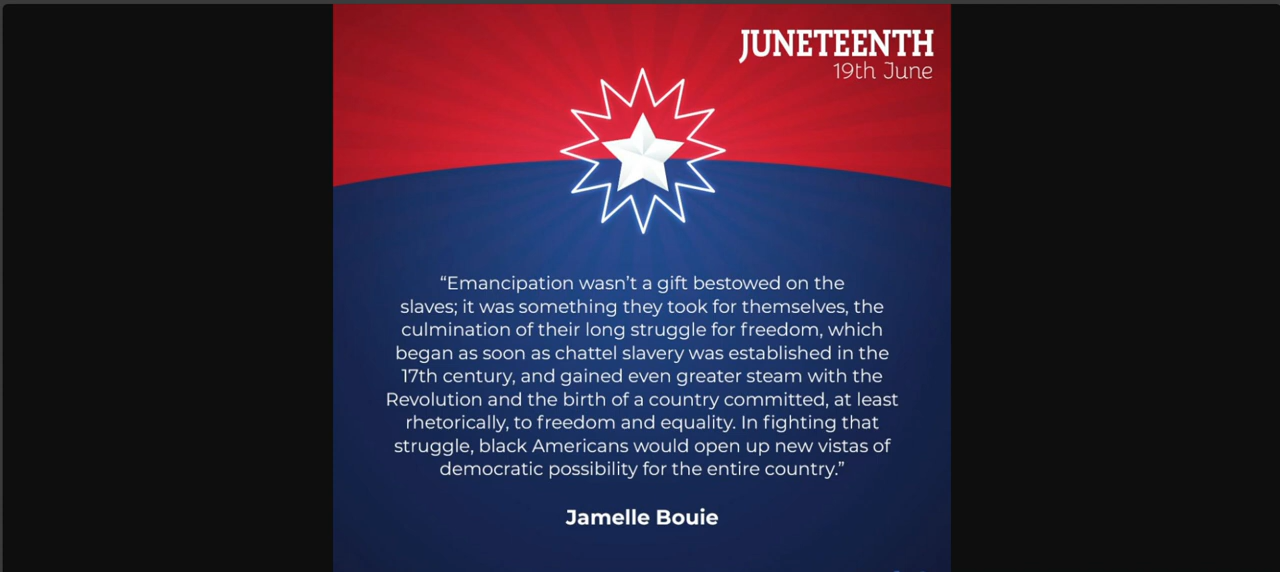 JUNETEENTH
19th June
“Emancipation wasn’t a gift bestowed on the
slaves; it was something they took for themselves, the
culmination of their long struggle for freedom, which
began as soon as chattel slavery was established in the
17th century, and gained even greater steam with the
Revolution and the birth of a country committed, at least
rhetorically, to freedom and equality. In fighting that
struggle, black Americans would open up new vistas of
democratic possibility for the entire country.”
Jamelle Bouie